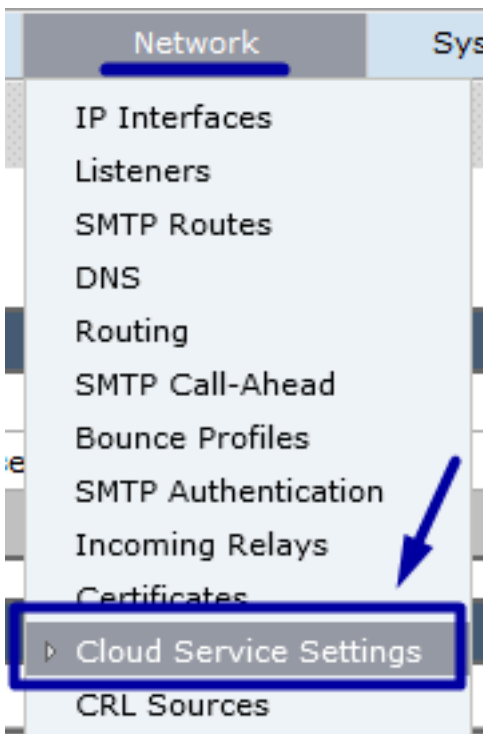 Network
Sys
IP Interfaces
Listeners
SMTP Routes
DNS
Routing
SMTP Call-Ahead
Bounce Profiles
se
SMTP Authentication
Incoming Relays
Certificates
Cloud Service Settings
CRL Sources